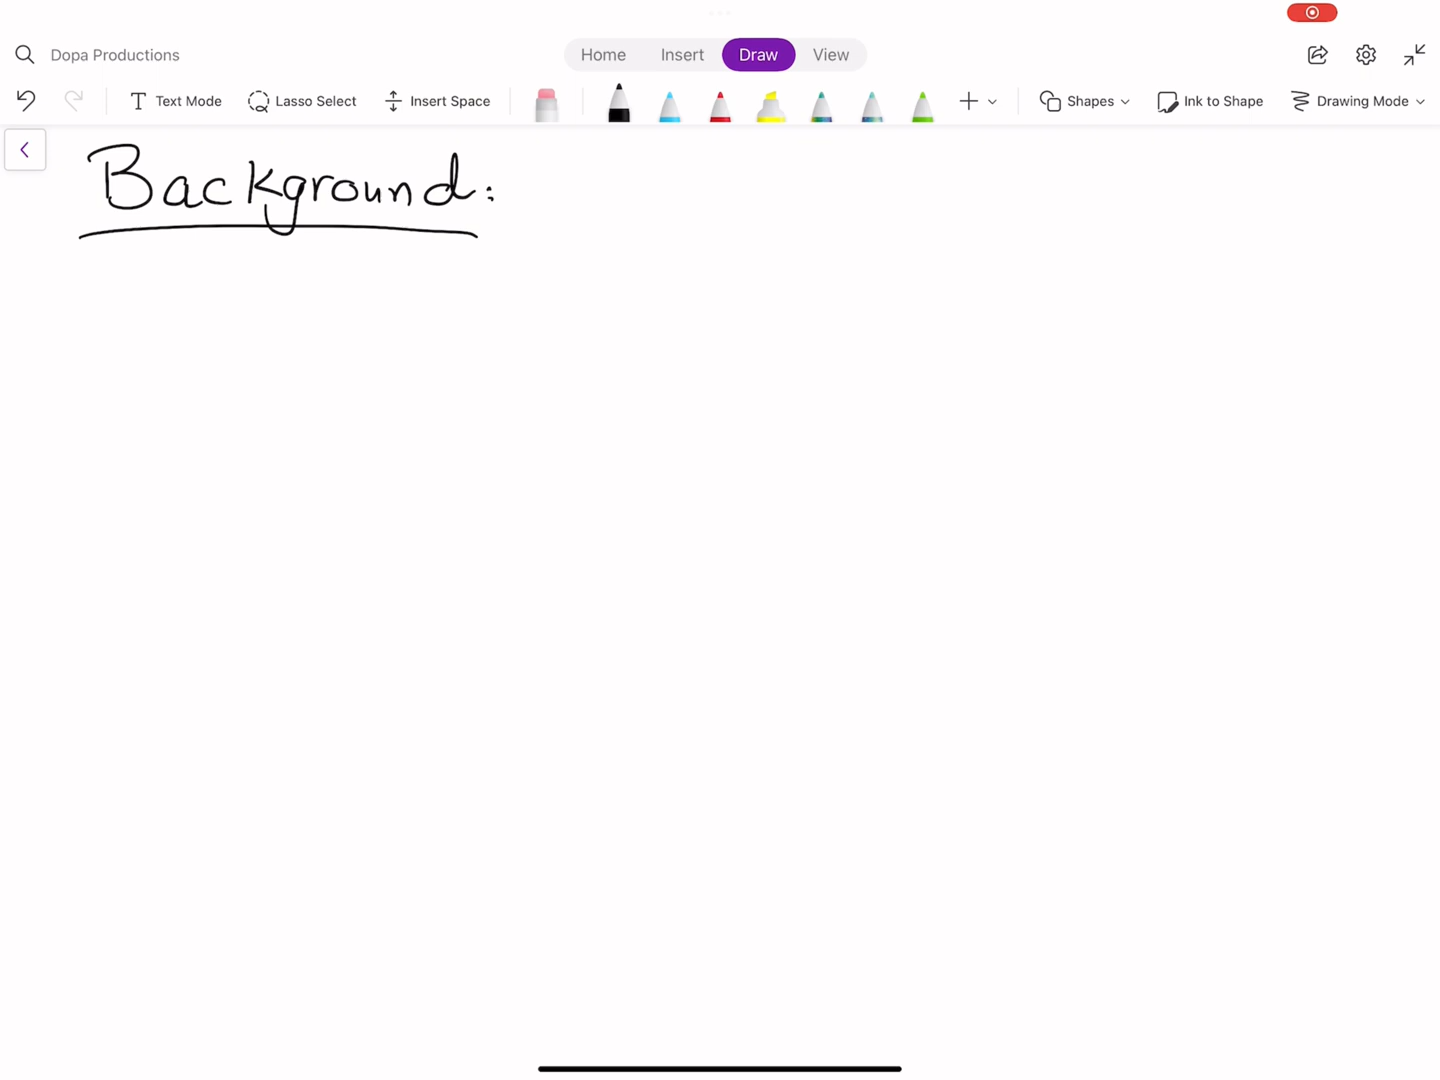 Dopa Productions
Home Insert Draw View
Text Mode Lasso Select Insert Space Shapes Ink to Shape Drawing Mode
Background: